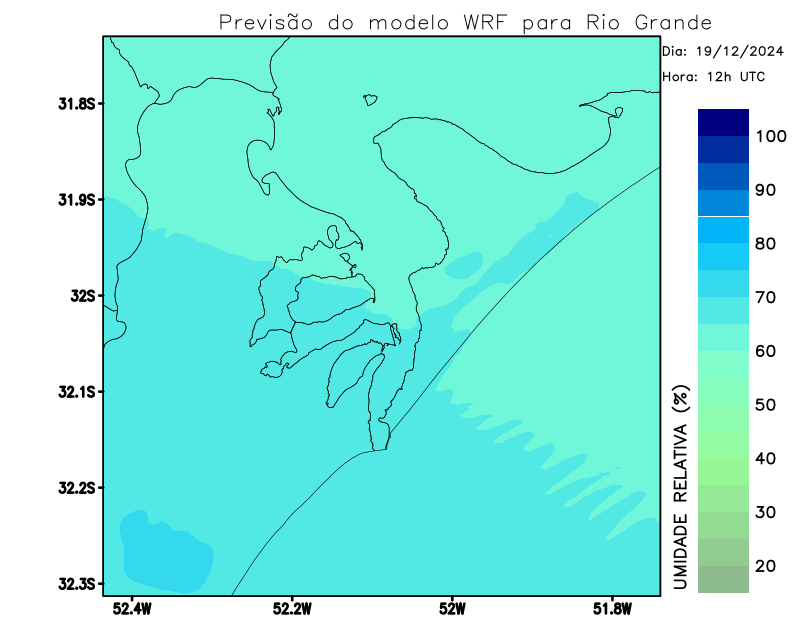 Previsão do modelo WRF para Rio Grande
Dia: 19/12/2024
Hora: 12h UTC
31.8S
31.9S
32S
32.1S
32.2S
32.3S
52.4W
52.2W
52W
51.8W
100
90
80
70
60
50
40
30
20
UMIDADE RELATIVA (%)